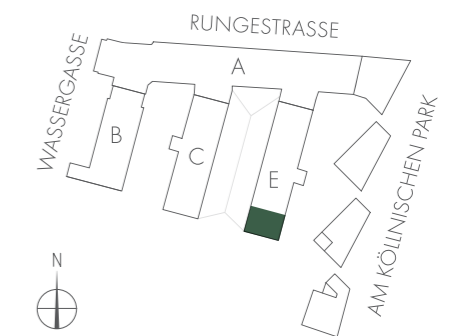 RUNGESTRASSE
WASSERGASSE
A
B
C
E
AM KÖLLNISCHEN PARK
N